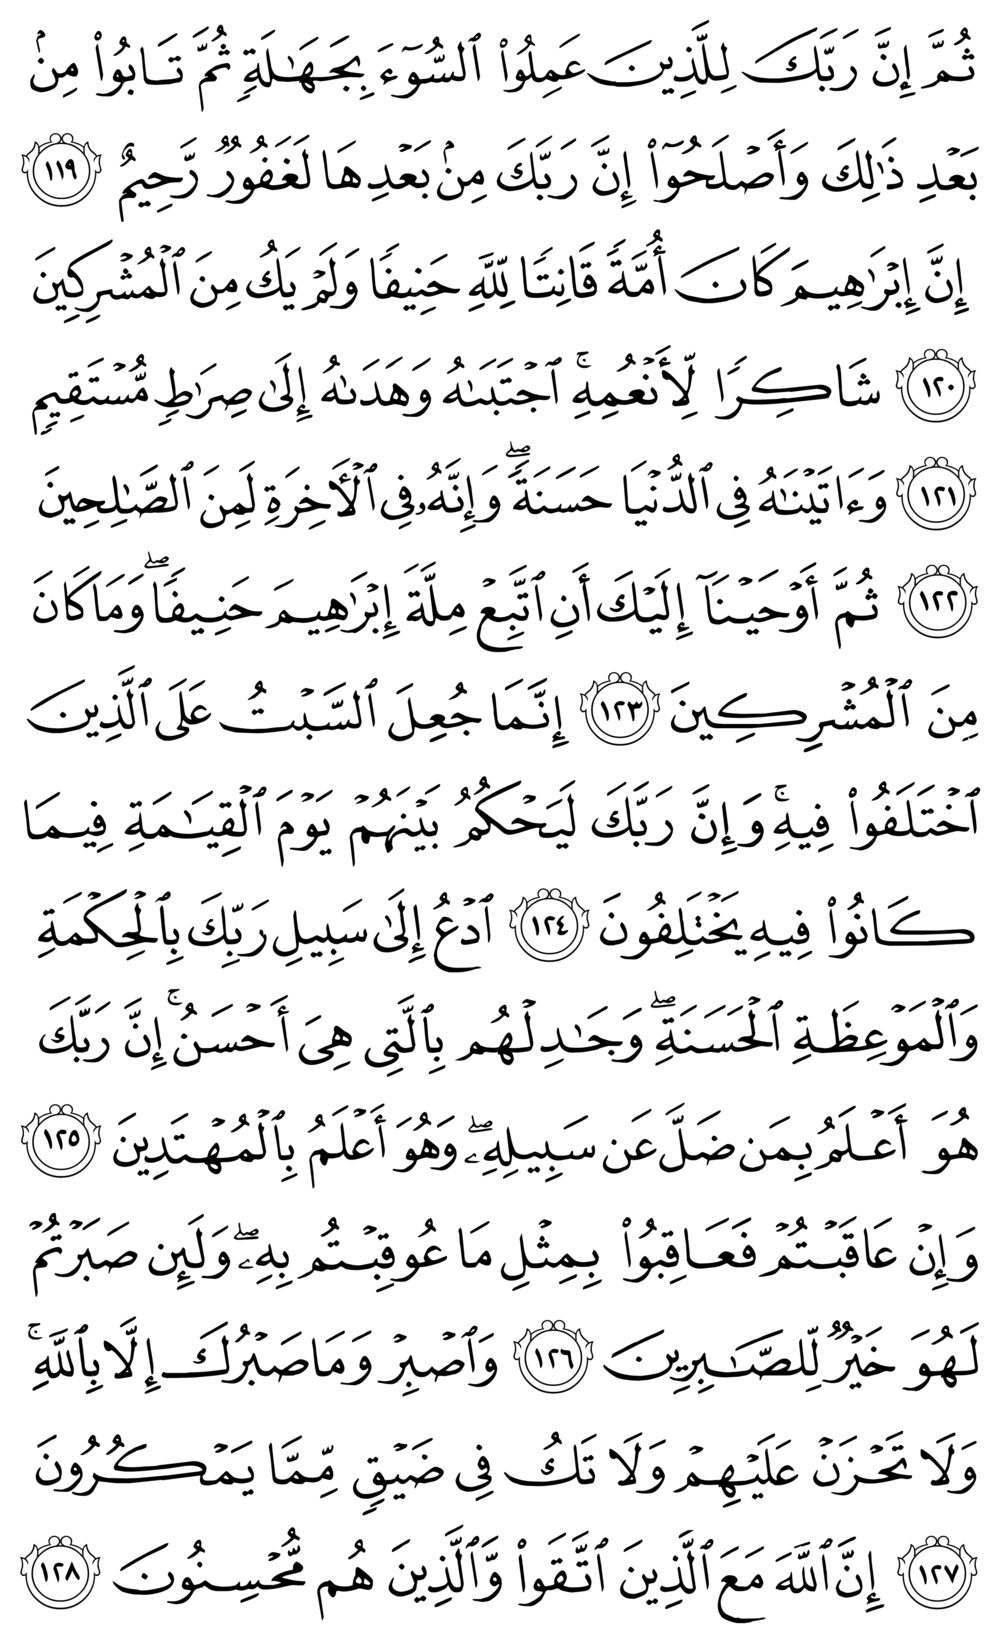 ثُمَّ إِنَّ رَبَّكَ لِلَّذِينَ عَمِلُوا۟ ٱلسُّوٓءَ بِجَهَـٰلَةٍۢ ثُمَّ تَابُوا۟ مِنۢ
بَعْدِ ذَٰلِكَ وَأَصْلَحُوٓا۟ إِنَّ رَبَّكَ مِنۢ بَعْدِهَا لَغَفُورٌۭ رَّحِيمٌ ١١٩
إِنَّ إِبْرَٰهِيمَ كَانَ أُمَّةًۭ قَانِتًۭا لِّلَّهِ حَنِيفًۭا وَلَمْ يَكُ مِنَ ٱلْمُشْرِكِينَ
١٢٠ شَاكِرًۭا لِّأَنْعُمِهِ ۚ ٱجْتَبَىٰهُ وَهَدَىٰهُ إِلَىٰ صِرَٰطٍۢ مُّسْتَقِيمٍۢ
١٢١ وَءَاتَيْنَـٰهُ فِى ٱلدُّنْيَا حَسَنَةًۭ ۖ وَإِنَّهُۥ فِى ٱلْـَٔاخِرَةِ لَمِنَ ٱلصَّـٰلِحِينَ
١٢٢ ثُمَّ أَوْحَيْنَآ إِلَيْكَ أَنِ ٱتَّبِعْ مِلَّةَ إِبْرَٰهِيمَ حَنِيفًۭا ۖ وَمَا كَانَ
مِنَ ٱلْمُشْرِكِينَ ١٢٣ إِنَّمَا جُعِلَ ٱلسَّبْتُ عَلَى ٱلَّذِينَ
ٱخْتَلَفُوا۟ فِيهِ ۚ وَإِنَّ رَبَّكَ لَيَحْكُمُ بَيْنَهُمْ يَوْمَ ٱلْقِيَـٰمَةِ فِيمَا
كَانُوا۟ فِيهِ يَخْتَلِفُونَ ١٢٤ ٱدْعُ إِلَىٰ سَبِيلِ رَبِّكَ بِٱلْحِكْمَةِ
وَٱلْمَوْعِظَةِ ٱلْحَسَنَةِ ۖ وَجَـٰدِلْهُم بِٱلَّتِى هِىَ أَحْسَنُ ۚ إِنَّ رَبَّكَ
هُوَ أَعْلَمُ بِمَن ضَلَّ عَن سَبِيلِهِۦ ۖ وَهُوَ أَعْلَمُ بِٱلْمُهْتَدِينَ ١٢٥
وَإِنْ عَاقَبْتُمْ فَعَاقِبُوا۟ بِمِثْلِ مَا عُوقِبْتُم بِهِۦ ۖ وَلَئِن صَبَرْتُمْ
لَهُوَ خَيْرٌۭ لِّلصَّـٰبِرِينَ ١٢٦ وَٱصْبِرْ وَمَا صَبْرُكَ إِلَّا بِٱللَّهِ ۚ
وَلَا تَحْزَنْ عَلَيْهِمْ وَلَا تَكُ فِى ضَيْقٍۢ مِّمَّا يَمْكُرُونَ
١٢٧ إِنَّ ٱللَّهَ مَعَ ٱلَّذِينَ ٱتَّقَوا۟ وَّٱلَّذِينَ هُم مُّحْسِنُونَ ١٢٨